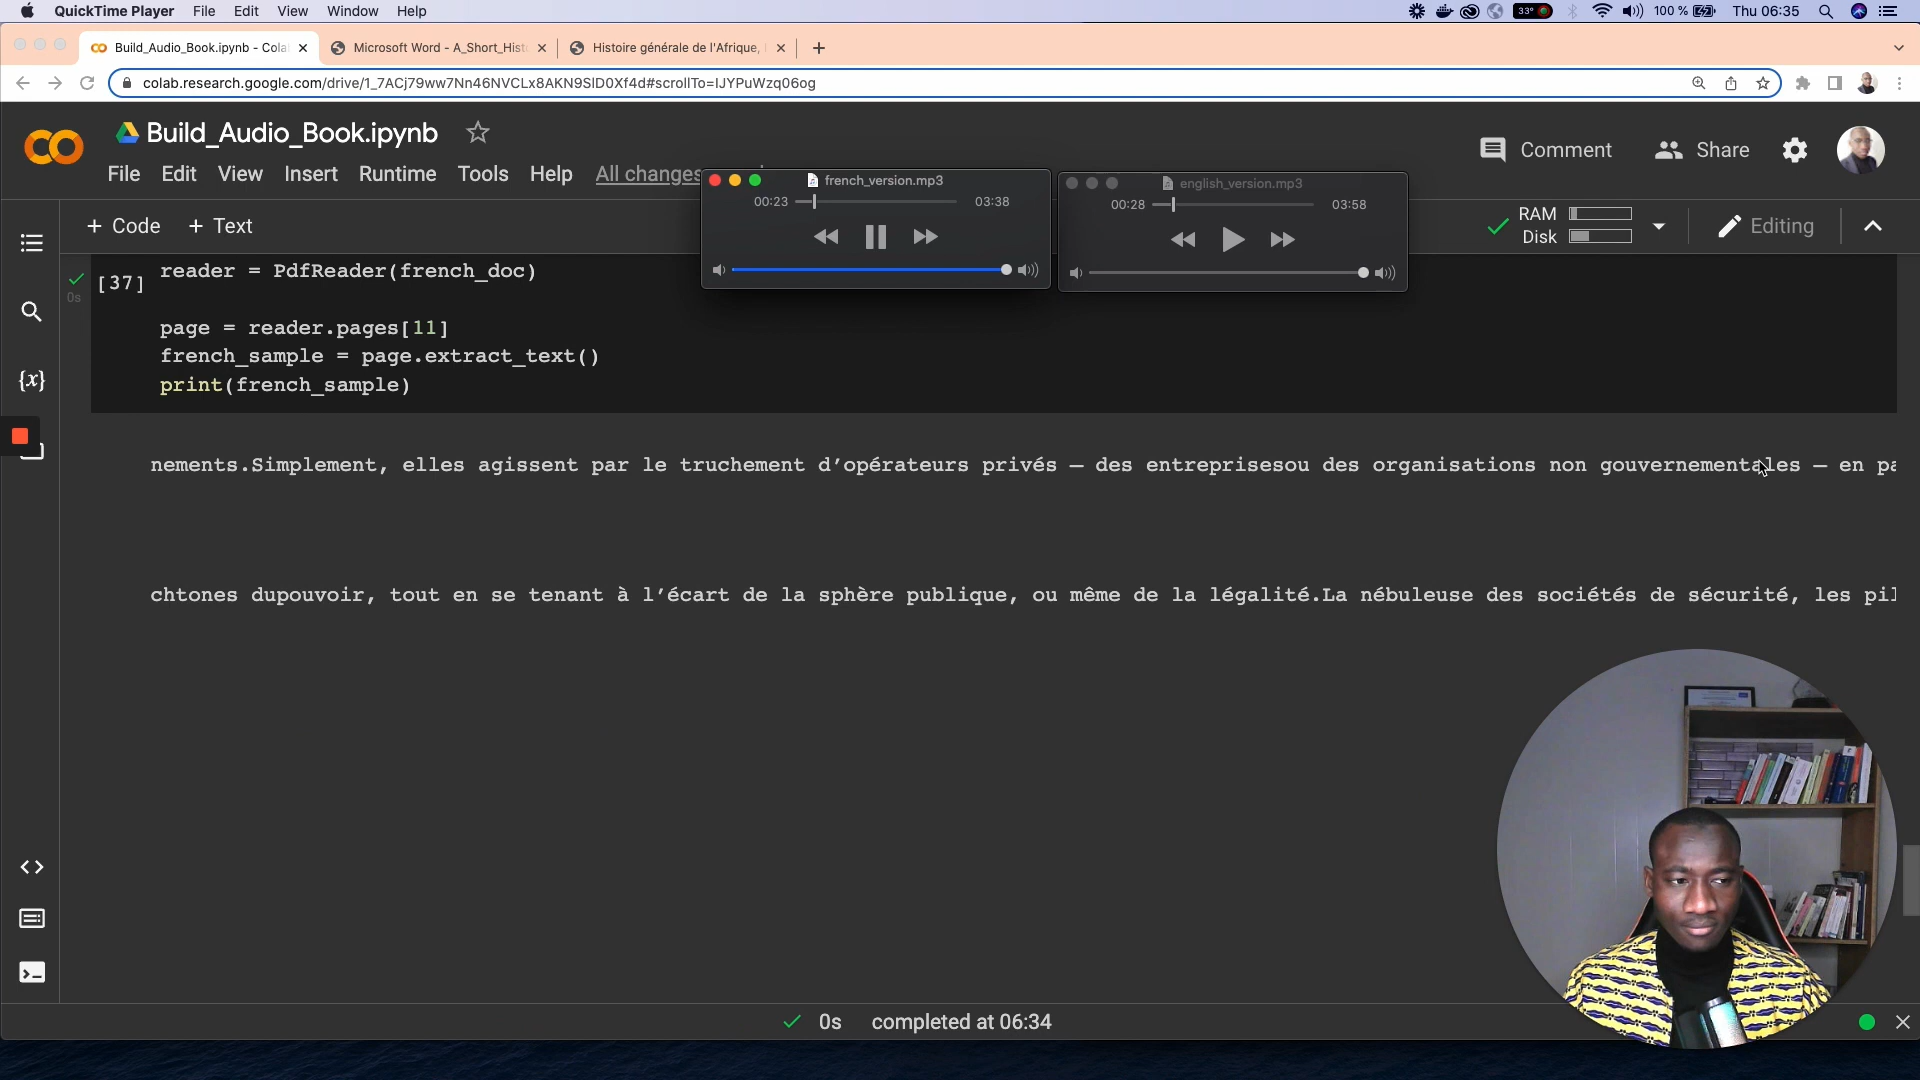 QuickTime Player File Edit View Window Help
33° 100 % Thu 06:35
Build_Audio_Book.ipynb - Cola
Microsoft Word - A_Short_Hist
Histoire générale de l'Afrique,
colab.research.google.com/drive/1_7ACj79ww7Nn46NVCLx8AKN9SlD0Xf4d#scrollTo=IJYPuWzq06og
Build_Audio_Book.ipynb
Comment Share
File Edit View Insert Runtime Tools Help All changes
french_version.mp3
00:23 03:38
english_version.mp3
00:28 03:58
+ Code + Text
RAM
Disk
Editing
[37]
0s
reader = PdfReader(french_doc)
page = reader.pages[11]
french_sample = page.extract_text()
print(french_sample)
{x}
nements.Simplement, elles agissent par le truchement d’opérateurs privés – des entreprisesou des organisations non gouvernementales – en pa
chtones dupouvoir, tout en se tenant à l’écart de la sphère publique, ou même de la légalité.La nébuleuse des sociétés de sécurité, les pil
0s completed at 06:34